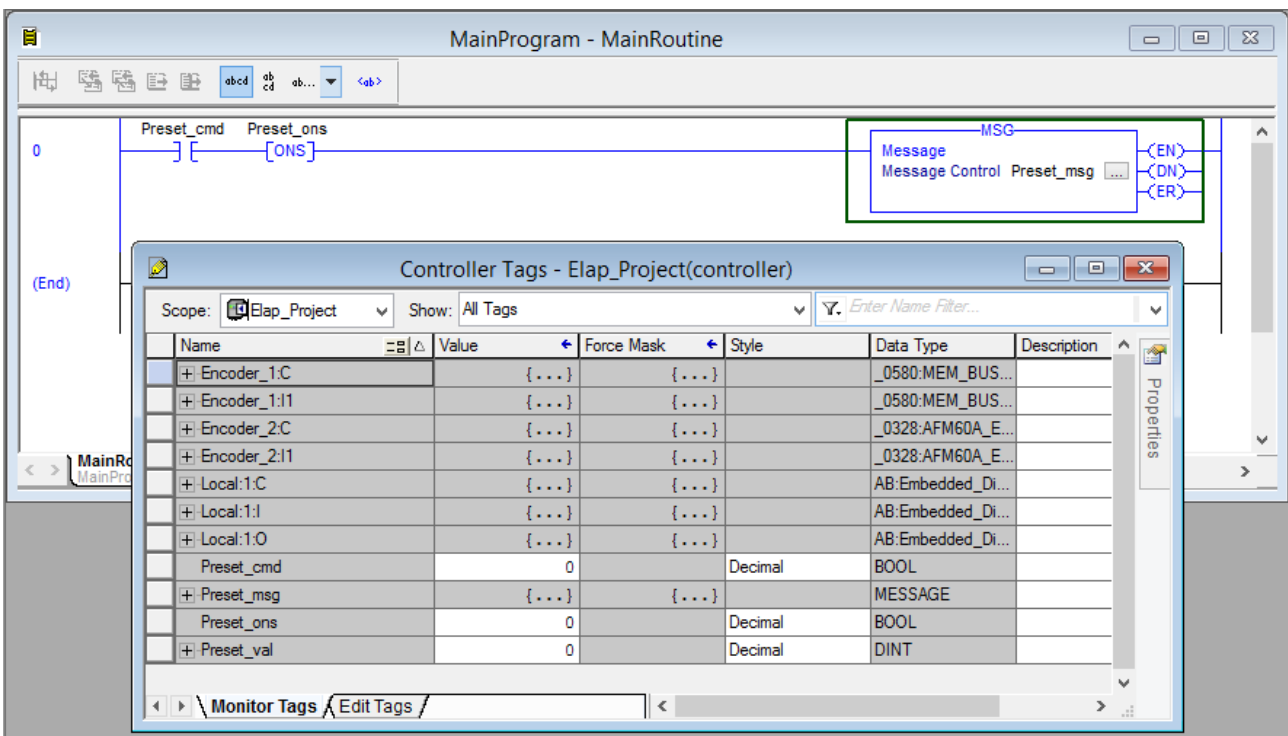 MainProgram - MainRoutine
abcd ab cd ab... <ab>
Preset_cmd Preset_ons
0 ONS
MSG
Message
Message Control Preset_msg ...
EN
DN
ER
(End)
Controller Tags - Elap_Project(controller)
Scope: Elap_Project Show: All Tags Enter Name Filter...
Name Value Force Mask Style Data Type Description
Encoder_1:C {...} {...} _0580:MEM_BUS...
Encoder_1:I1 {...} {...} _0580:MEM_BUS...
Encoder_2:C {...} {...} _0328:AFM60A_E...
Encoder_2:I1 {...} {...} _0328:AFM60A_E...
Local:1:C {...} {...} AB:Embedded_Di...
Local:1:I {...} {...} AB:Embedded_Di...
Local:1:O {...} {...} AB:Embedded_Di...
Preset_cmd 0 Decimal BOOL
Preset_msg {...} {...} MESSAGE
Preset_ons 0 Decimal BOOL
Preset_val 0 Decimal DINT
Monitor Tags Edit Tags
Properties
MainRo
MainPro